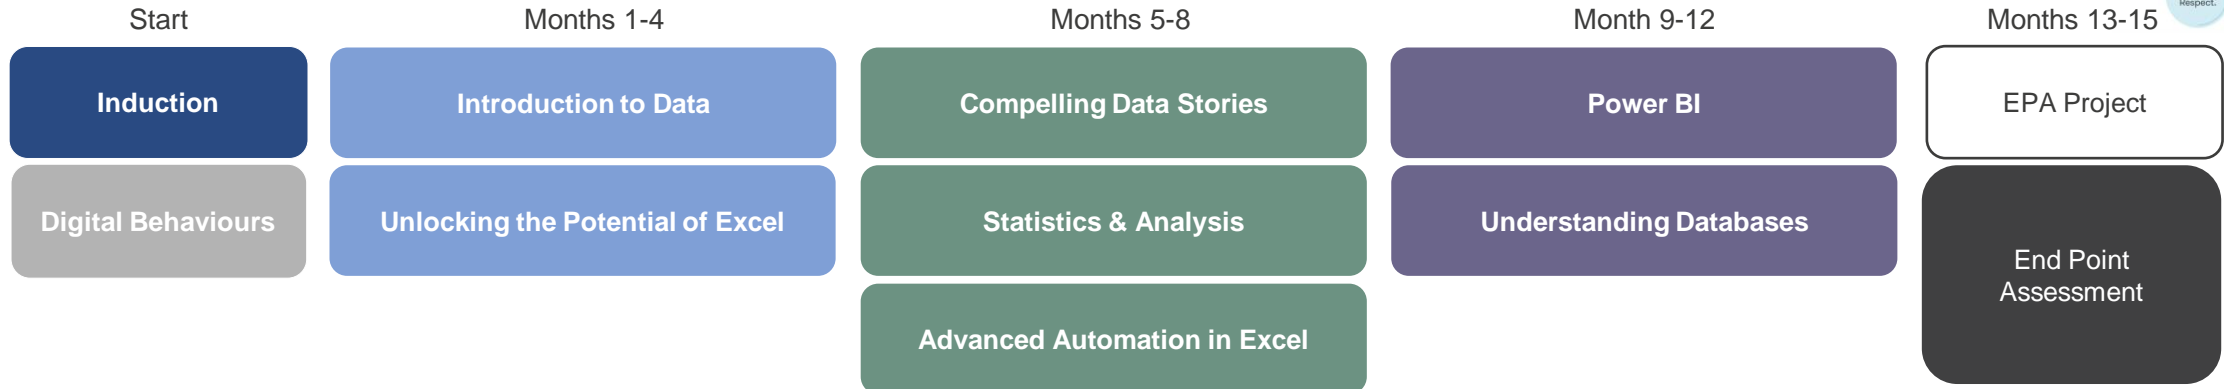 Start
Months 1-4
Months 5-8
Month 9-12
Months 13-15
Respect.
Induction
Introduction to Data
Compelling Data Stories
Power BI
EPA Project
Digital Behaviours
Unlocking the Potential of Excel
Statistics & Analysis
Understanding Databases
End Point
Assessment
Advanced Automation in Excel